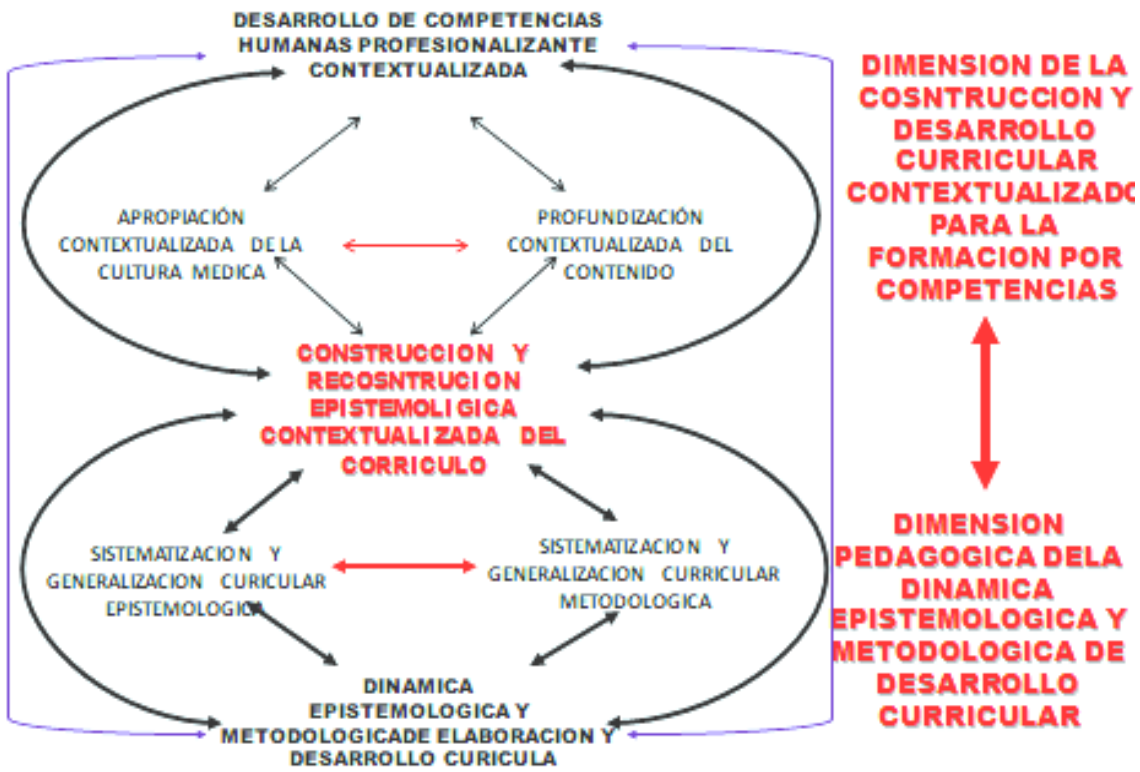 DESARROLLO DE COMPETENCIAS
HUMANAS PROFESIONALIZANTE
CONTEXTUALIZADA
APROPIACIÓN
CONTEXTUALIZADA DE LA
CULTURA MEDICA
PROFUNDIZACIÓN
CONTEXTUALIZADA DEL
CONTENIDO
CONSTRUCCION Y
RECOSNTRUCION
EPISTEMOLIGICA
CONTEXTUALIZADA DEL
CORRICULO
SISTEMATIZACION Y
GENERALIZACION CURICULAR
EPISTEMOLOGICA
SISTEMATIZACION Y
GENERALIZACION CURRICULAR
METODOLOGICA
DINAMICA
EPISTEMOLOGICA Y
METODOLOGICADE ELABORACION Y
DESARROLLO CURICULA
DIMENSION DE LA
COSNTRUCCION Y
DESARROLLO
CURRICULAR
CONTEXTUALIZADO
PARA LA
FORMACION POR
COMPETENCIAS
DIMENSION
PEDAGOGICA DELA
DINAMICA
EPISTEMOLOGICA Y
METODOLOGICA DE
DESARROLLO
CURRICULAR